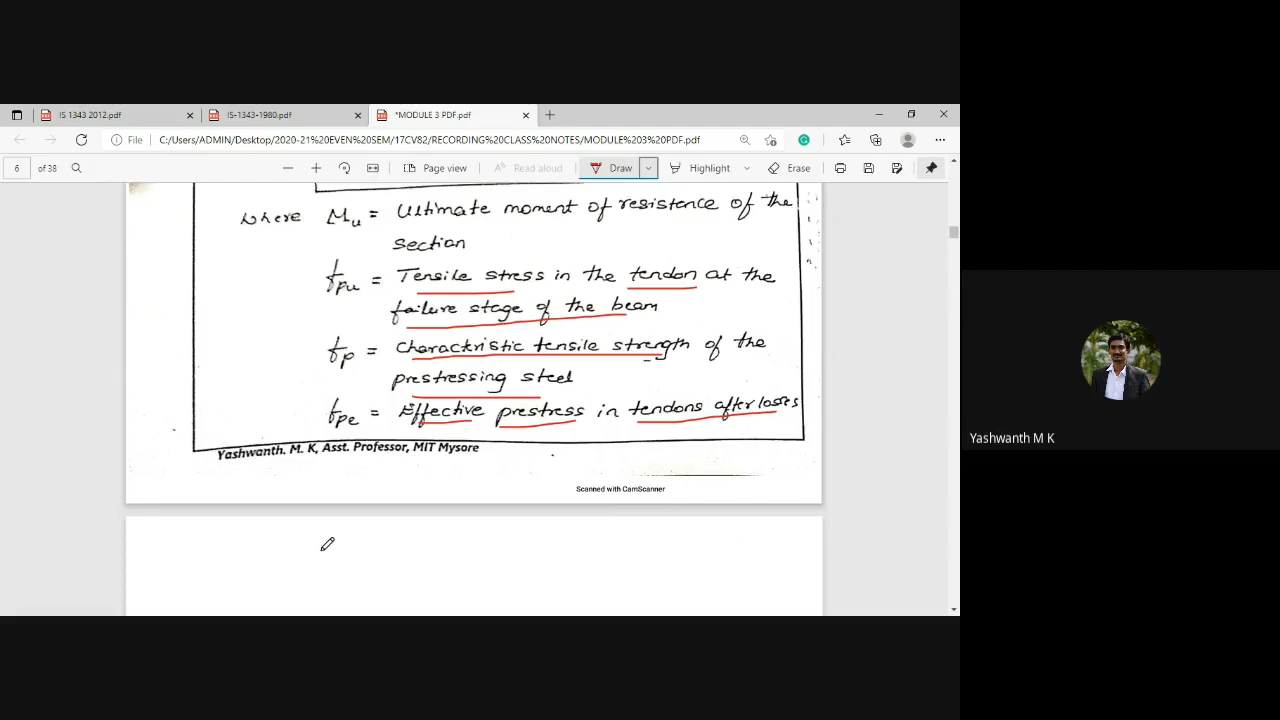 IS 1343 2012.pdf
IS-1343-1980.pdf
*MODULE 3 PDF.pdf
File
C:/Users/ADMIN/Desktop/2020-21%20EVEN%20SEM/17CV82/RECORDING%20CLASS%20NOTES/MODULE%203%20PDF.pdf
6 of 38
Page view
Read aloud
Draw
Highlight
Erase
where Mu = Ultimate moment of resistence of the
section
fpu = Tensile stress in the tendon at the
failure stage of the beam
fp = Characteristic tensile strength of the
prestressing steel
fpe = Effective prestress in tendons after losses
Yashwanth. M. K, Asst. Professor, MIT Mysore
Scanned with CamScanner
Yashwanth M K